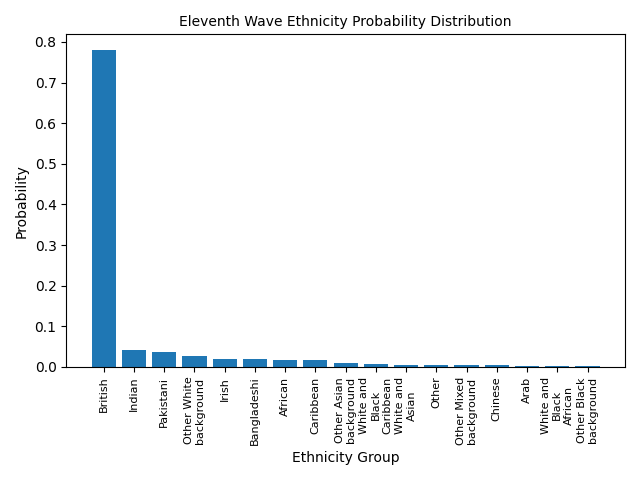 Eleventh Wave Ethnicity Probability Distribution
0.8
0.7
0.6
0.5
0.4
0.3
0.2
0.1
0.0
Probability
British
Indian
Pakistani
Other White
background
Irish
Bangladeshi
African
Caribbean
Other Asian
background
White and
Black
Caribbean
White and
Asian
Other
Other Mixed
background
Chinese
Arab
White and
Black
African
Other Black
background
Ethnicity Group